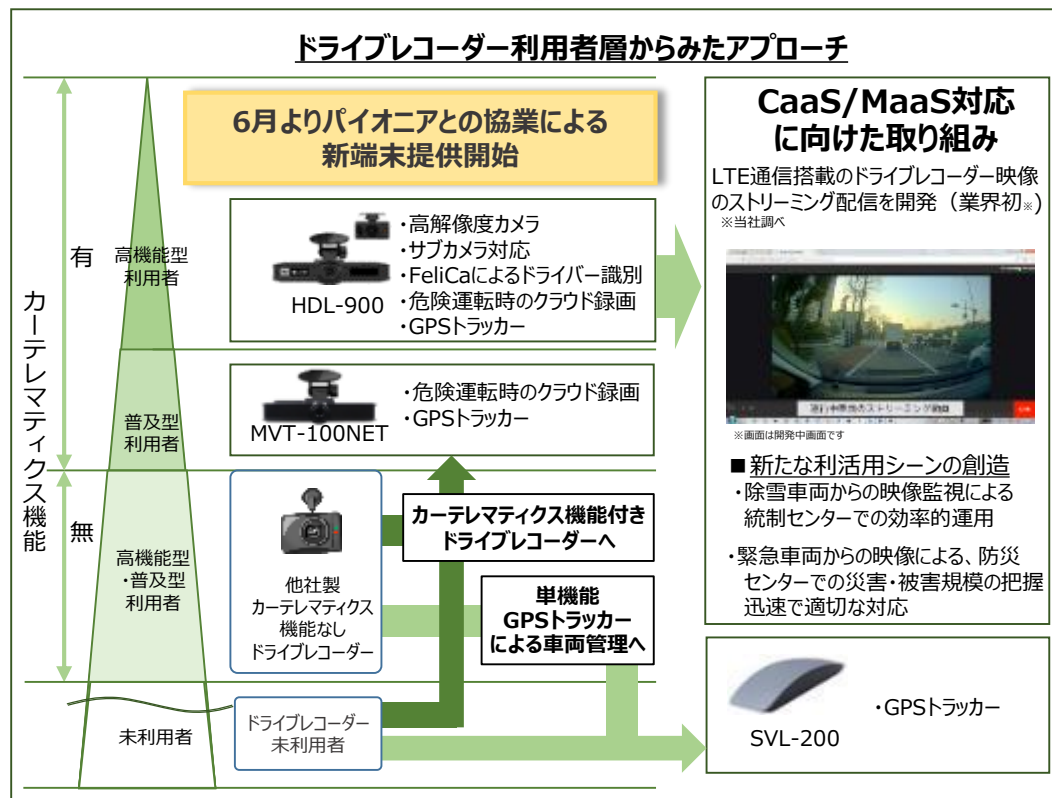 ドライブレコーダー利用者層からみたアプローチ
6月よりパイオニアとの協業による
新端末提供開始
カーテレマティクス機能
有
無
高機能型
利用者
普及型
利用者
高機能型
・普及型
利用者
未利用者
HDL-900
・高解像度カメラ
・サブカメラ対応
・FeliCaによるドライバー識別
・危険運転時のクラウド録画
・GPSトラッカー
MVT-100NET
・危険運転時のクラウド録画
・GPSトラッカー
他社製
カーテレマティクス
機能なし
ドライブレコーダー
カーテレマティクス機能付き
ドライブレコーダーへ
単機能
GPSトラッカー
による車両管理へ
ドライブレコーダー
未利用者
CaaS/MaaS対応
に向けた取り組み
LTE通信搭載のドライブレコーダー映像
のストリーミング配信を開発（業界初※）
※当社調べ
走行中車両のストリーミング動画
※画面は開発中画面です
■新たな利活用シーンの創造
・除雪車両からの映像監視による
統制センターでの効率的運用
・緊急車両からの映像による、防災
センターでの災害・被害規模の把握
迅速で適切な対応
SVL-200
・GPSトラッカー